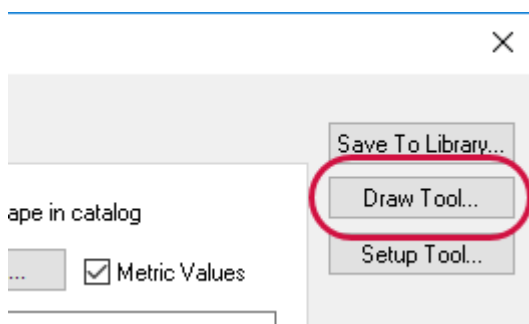 Save To Library...
Draw Tool...
ape in catalog
Setup Tool...
... Metric Values